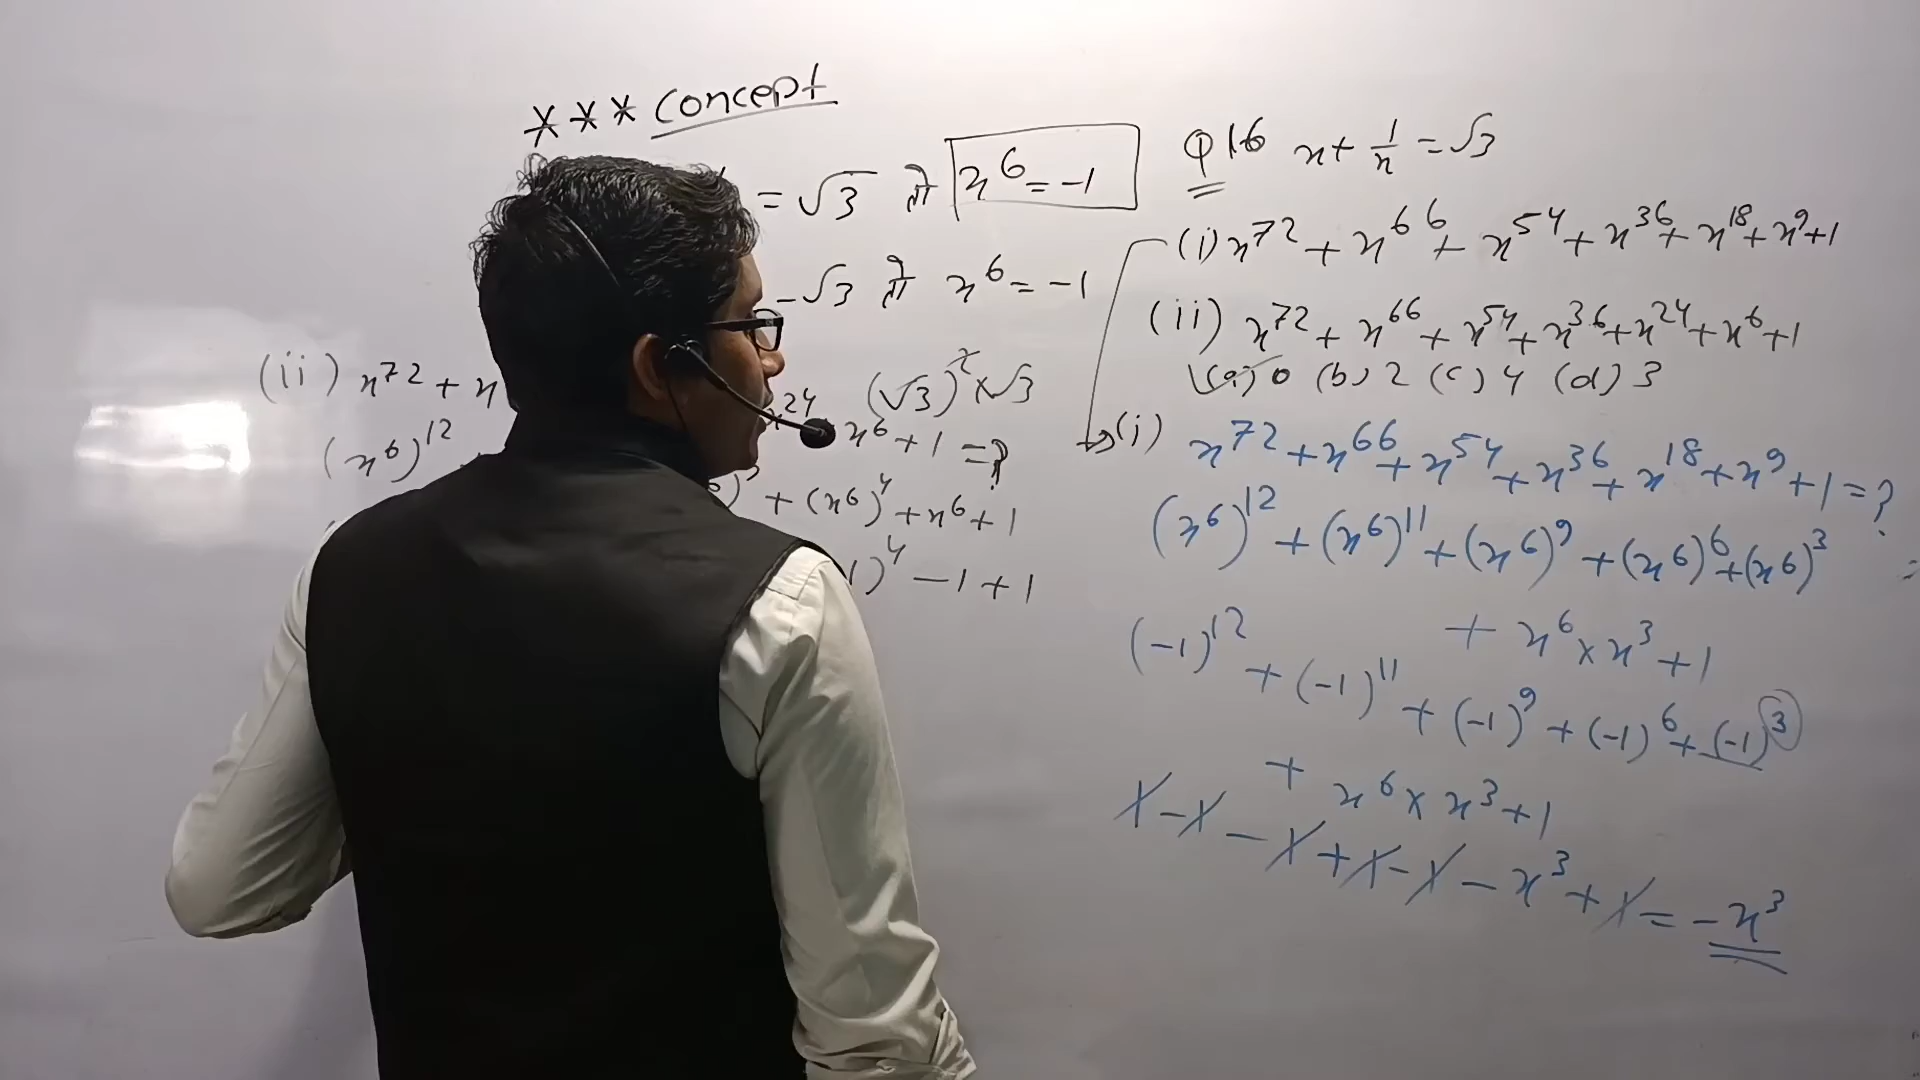 *** Concept
= √3 तो x⁶ = -1
-√3 तो x⁶ = -1
(ii) x⁷² + x
x²⁴
x⁶ + 1 = ?
(√3)² × √3
(x⁶)¹²
+ (x⁶)⁴ + x⁶ + 1
1)⁴ - 1 + 1
Q 16 x + 1/x = √3
(i) x⁷² + x⁶⁶ + x⁵⁴ + x³⁶ + x¹⁸ + x⁹ + 1
(ii) x⁷² + x⁶⁶ + x⁵⁴ + x³⁶ + x²⁴ + x⁶ + 1
(a) 0 (b) 2 (c) 4 (d) 3
(i) x⁷² + x⁶⁶ + x⁵⁴ + x³⁶ + x¹⁸ + x⁹ + 1 = ?
(x⁶)¹² + (x⁶)¹¹ + (x⁶)⁹ + (x⁶)⁶ + (x⁶)³
+ x⁶ × x³ + 1
(-1)¹² + (-1)¹¹ + (-1)⁹ + (-1)⁶ + (-1)³
+ x⁶ × x³ + 1
1 - 1 - 1 + 1 - 1 - x³ + 1 = -x³